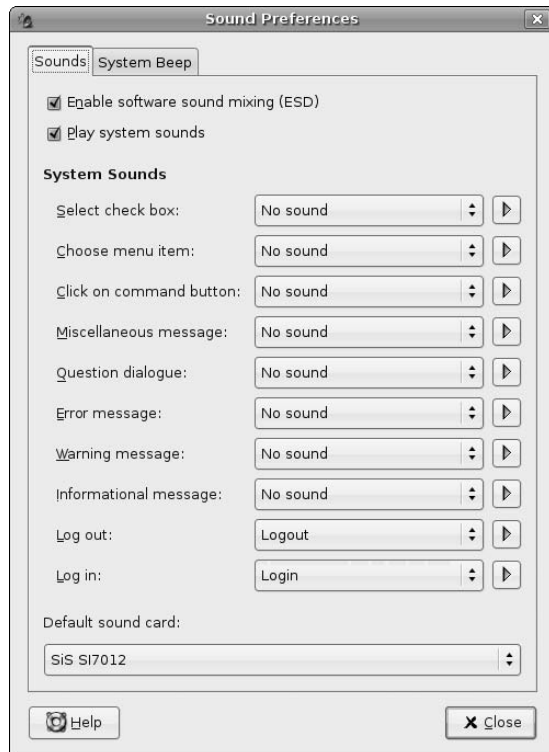 Sound Preferences
Sounds System Beep
Enable software sound mixing (ESD)
Play system sounds
System Sounds
Select check box: No sound
Choose menu item: No sound
Click on command button: No sound
Miscellaneous message: No sound
Question dialogue: No sound
Error message: No sound
Warning message: No sound
Informational message: No sound
Log out: Logout
Log in: Login
Default sound card:
SiS SI7012
Help Close